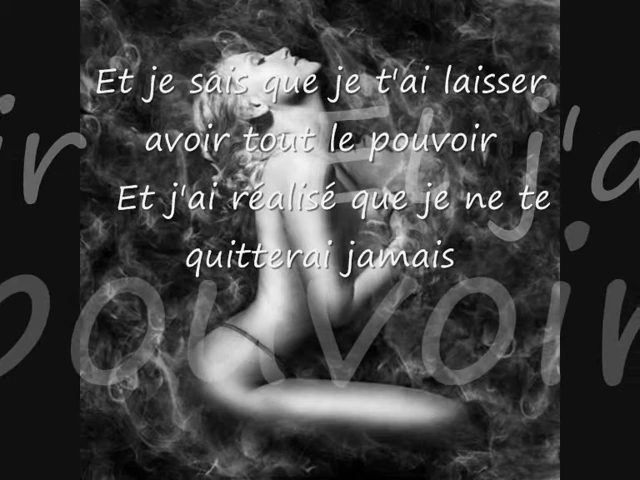 Et je sais que je t'ai laisser
avoir tout le pouvoir
Et j'ai réalisé que je ne te
quitterai jamais